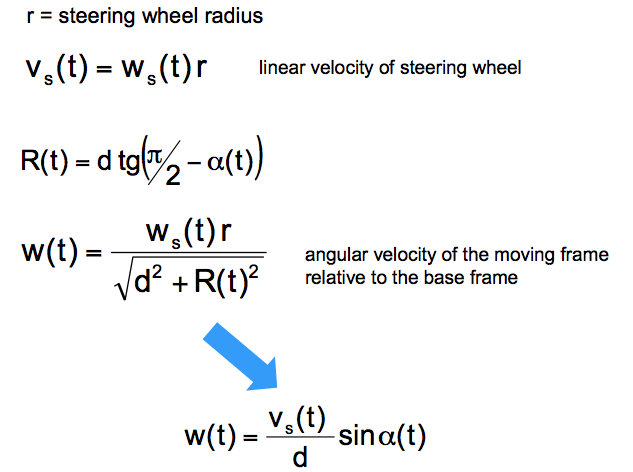 r = steering wheel radius
v_s(t) = w_s(t) r linear velocity of steering wheel
R(t) = d tg(π/2 − α(t))
w(t) = w_s(t) r / √(d² + R(t)²) angular velocity of the moving frame
relative to the base frame
w(t) = v_s(t) / d sin α(t)